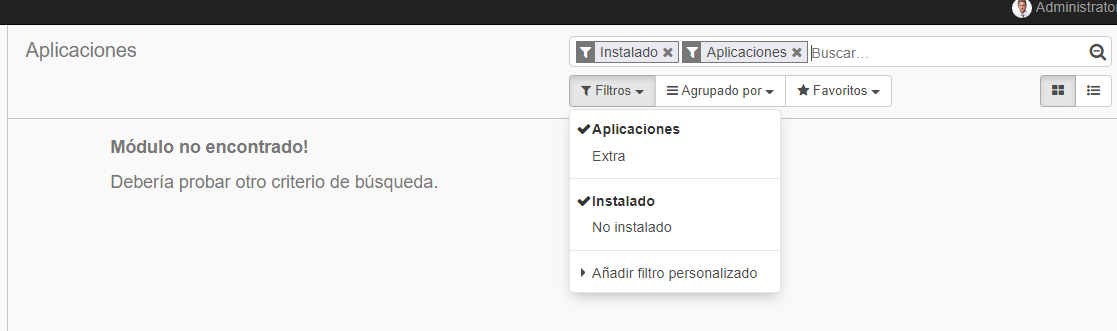 Administrator
Aplicaciones
Instalado
Aplicaciones
Buscar...
Filtros
Agrupado por
Favoritos
Aplicaciones
Extra
Módulo no encontrado!
Debería probar otro criterio de búsqueda.
Instalado
No instalado
Añadir filtro personalizado